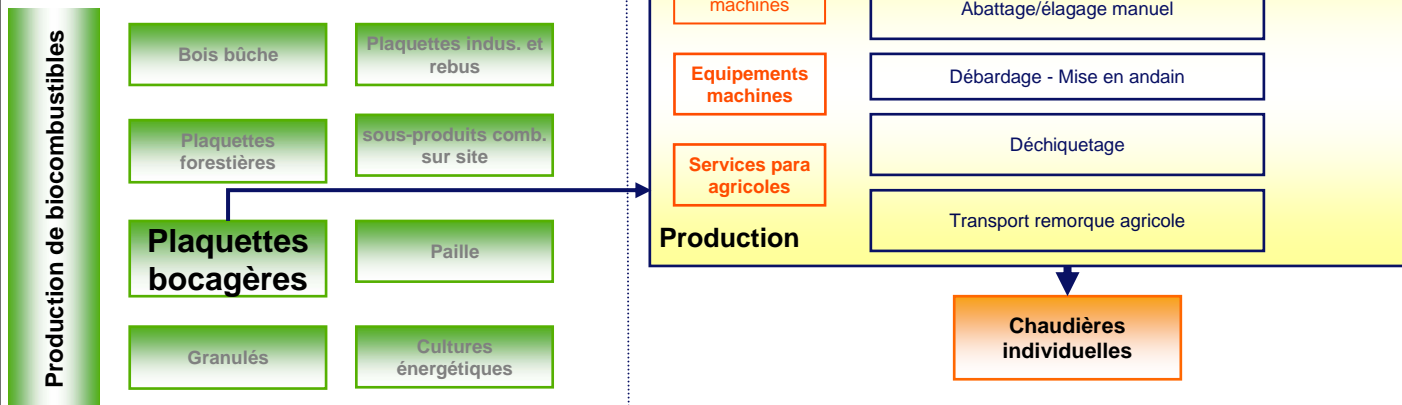 Production de biocombustibles
Bois bûche
Plaquettes indus. et
rebus
Plaquettes
forestières
sous-produits comb.
sur site
Plaquettes
bocagères
Paille
Granulés
Cultures
énergétiques
machines
Equipements
machines
Services para
agricoles
Production
Abattage/élagage manuel
Débardage - Mise en andain
Déchiquetage
Transport remorque agricole
Chaudières
individuelles